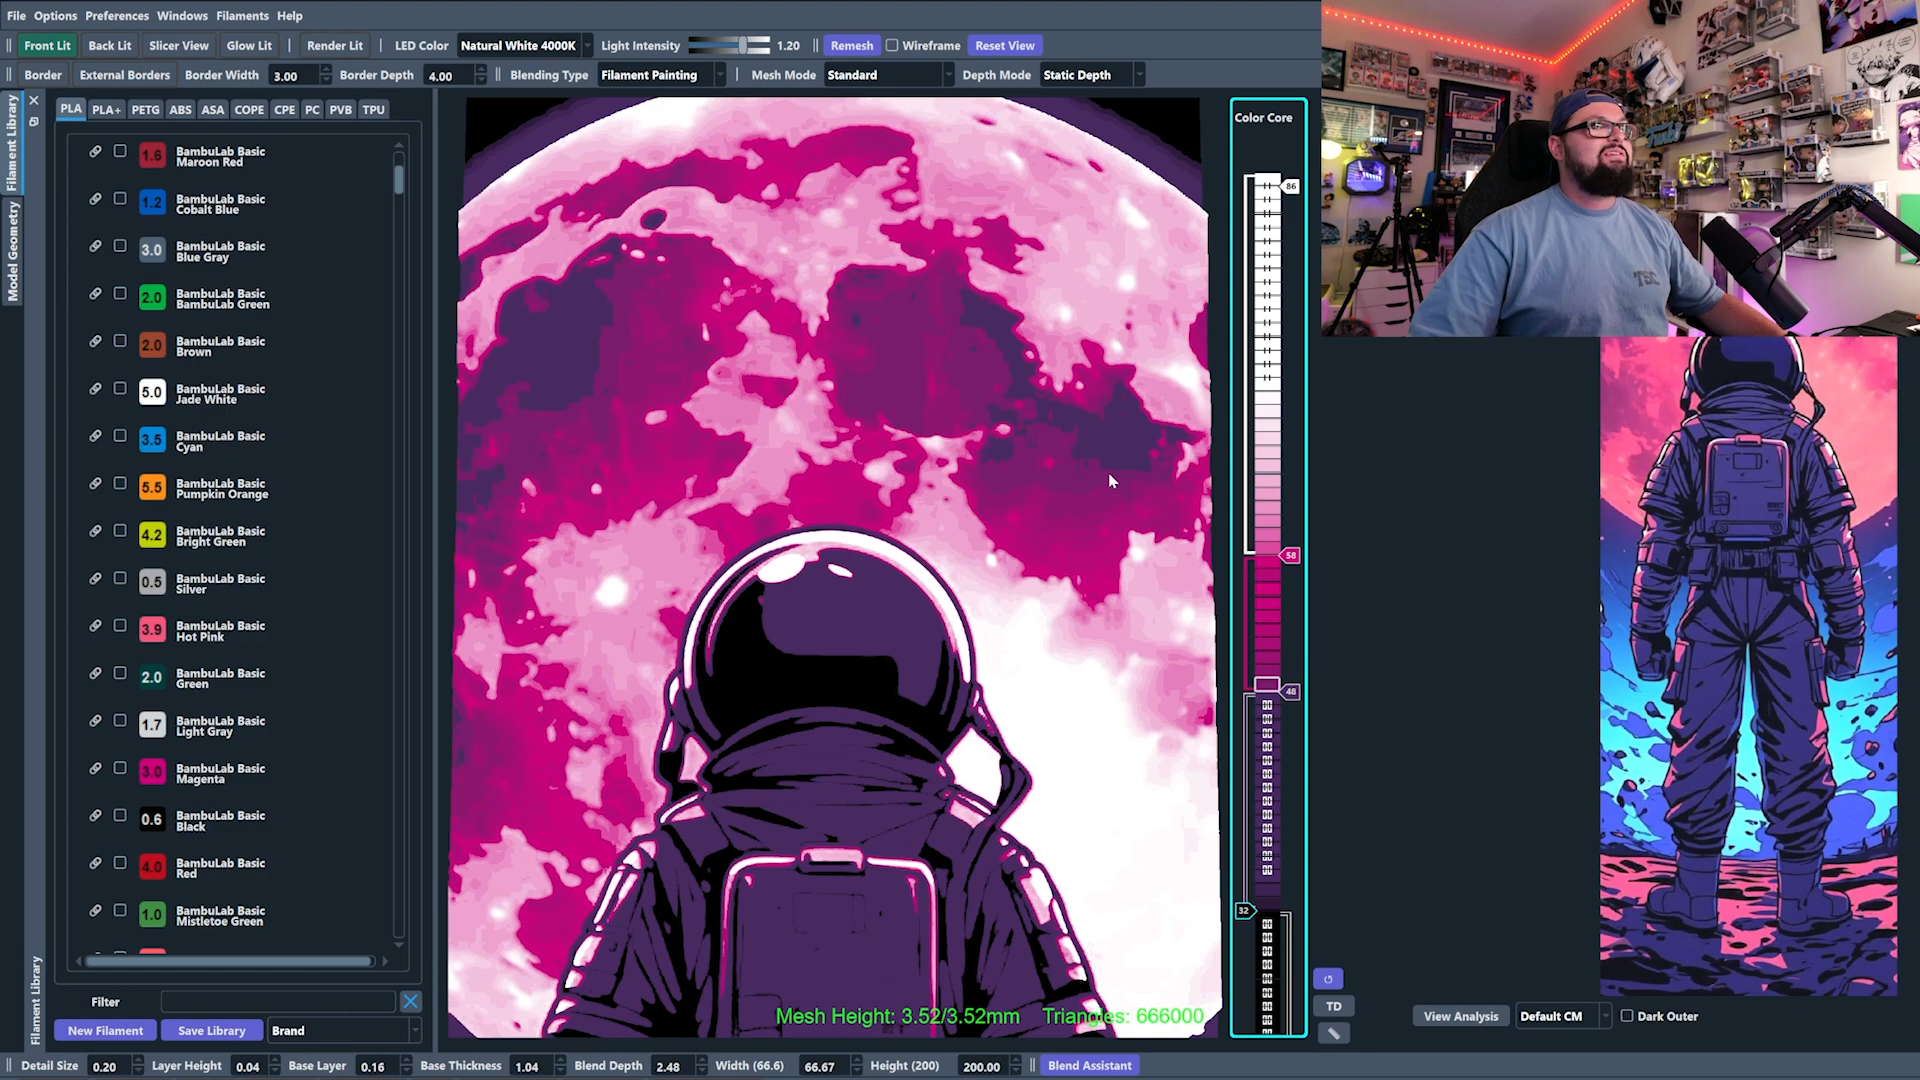 File Options Preferences Windows Filaments Help
Front Lit Back Lit Slicer View Glow Lit Render Lit LED Color Natural White 4000K Light Intensity 1.20 Remesh Wireframe Reset View
Border External Borders Border Width 3.00 Border Depth 4.00 Blending Type Filament Painting Mesh Mode Standard Depth Mode Static Depth
Filament Library
Model Geometry
PLA PLA+ PETG ABS ASA COPE CPE PC PVB TPU
1.6 BambuLab Basic
Maroon Red
1.2 BambuLab Basic
Cobalt Blue
3.0 BambuLab Basic
Blue Gray
2.0 BambuLab Basic
BambuLab Green
2.0 BambuLab Basic
Brown
5.0 BambuLab Basic
Jade White
3.5 BambuLab Basic
Cyan
5.5 BambuLab Basic
Pumpkin Orange
4.2 BambuLab Basic
Bright Green
0.5 BambuLab Basic
Silver
3.9 BambuLab Basic
Hot Pink
2.0 BambuLab Basic
Green
1.7 BambuLab Basic
Light Gray
3.0 BambuLab Basic
Magenta
0.6 BambuLab Basic
Black
4.0 BambuLab Basic
Red
1.0 BambuLab Basic
Mistletoe Green
Filament Library
Filter
New Filament Save Library Brand
Mesh Height: 3.52/3.52mm Triangles: 666000
Color Core
86
58
48
32
TD
View Analysis Default CM Dark Outer
Detail Size 0.20 Layer Height 0.04 Base Layer 0.16 Base Thickness 1.04 Blend Depth 2.48 Width (66.6) 66.67 Height (200) 200.00 Blend Assistant